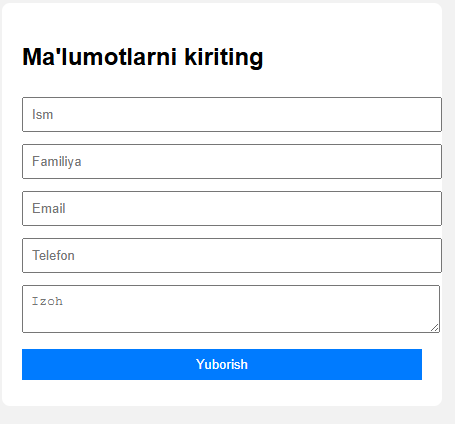 Ma'lumotlarni kiriting
Ism
Familiya
Email
Telefon
Izoh
Yuborish